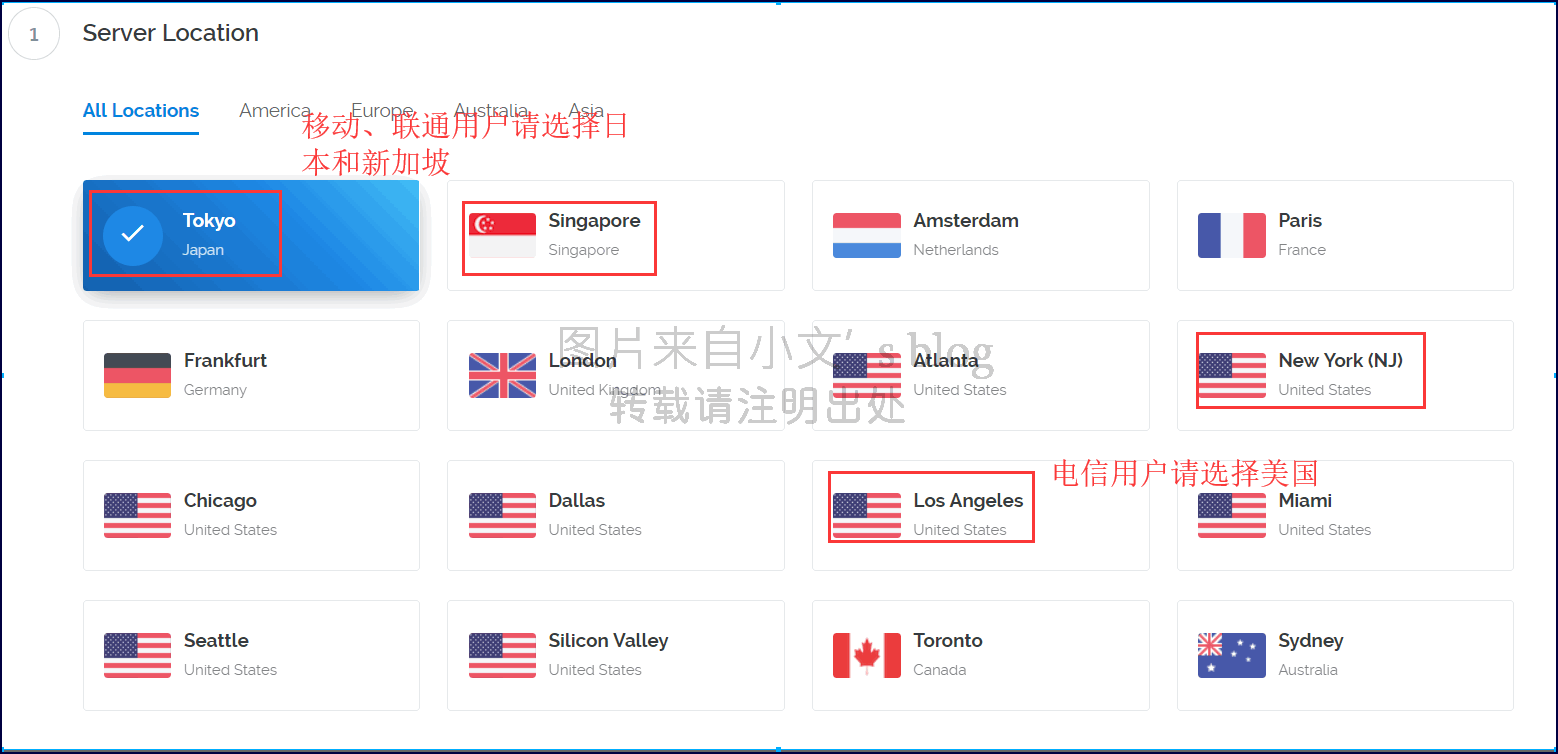 1
Server Location
All Locations America Europe Australia Asia
移动、联通用户请选择日
本和新加坡
Tokyo
Japan
Singapore
Singapore
Amsterdam
Netherlands
Paris
France
图片来自小文’s blog
转载请注明出处
Frankfurt
Germany
London
United Kingdom
Atlanta
United States
New York (NJ)
United States
电信用户请选择美国
Chicago
United States
Dallas
United States
Los Angeles
United States
Miami
United States
Seattle
United States
Silicon Valley
United States
Toronto
Canada
Sydney
Australia